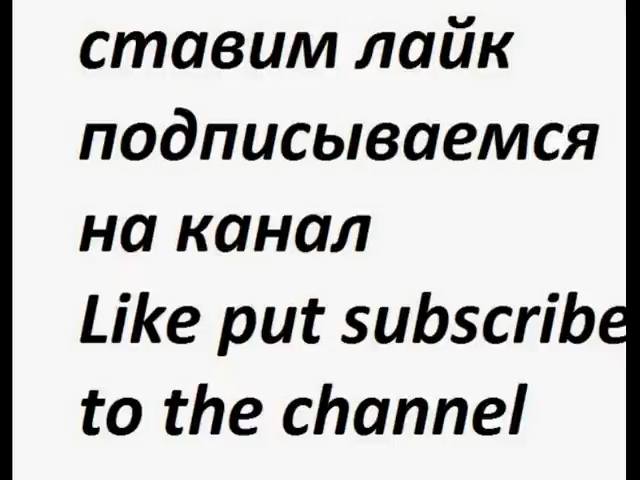 ставим лайк
подписываемся
на канал
Like put subscribe
to the channel